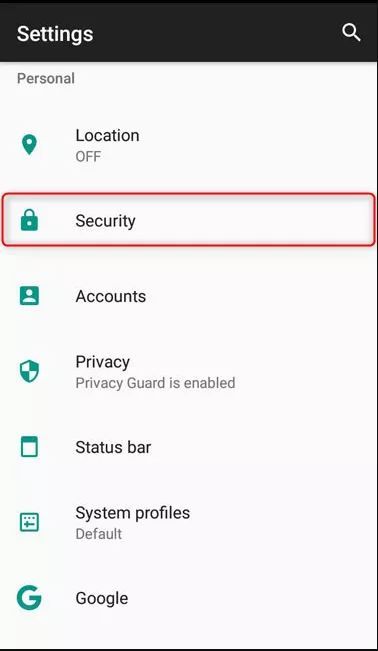 Settings
Personal
Location
OFF
Security
Accounts
Privacy
Privacy Guard is enabled
Status bar
System profiles
Default
Google